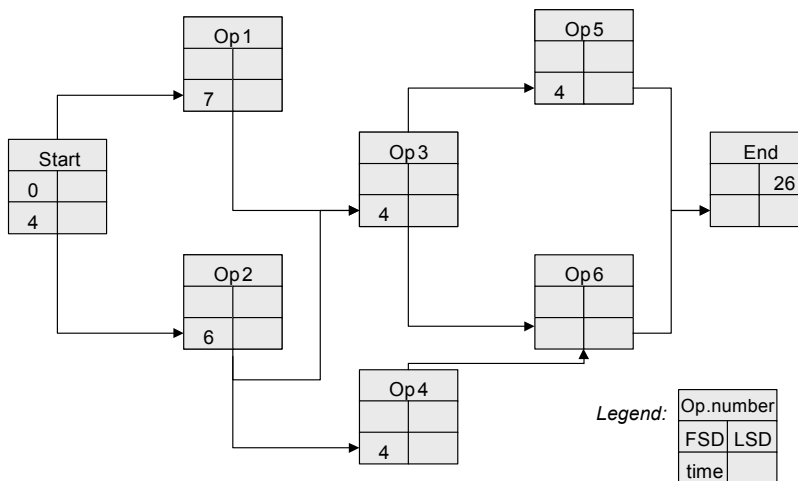 Op1
7
Start
0
4
Op2
6
Op3
4
Op4
4
Op5
4
Op6
End
26
Legend:
Op.number
FSD LSD
time